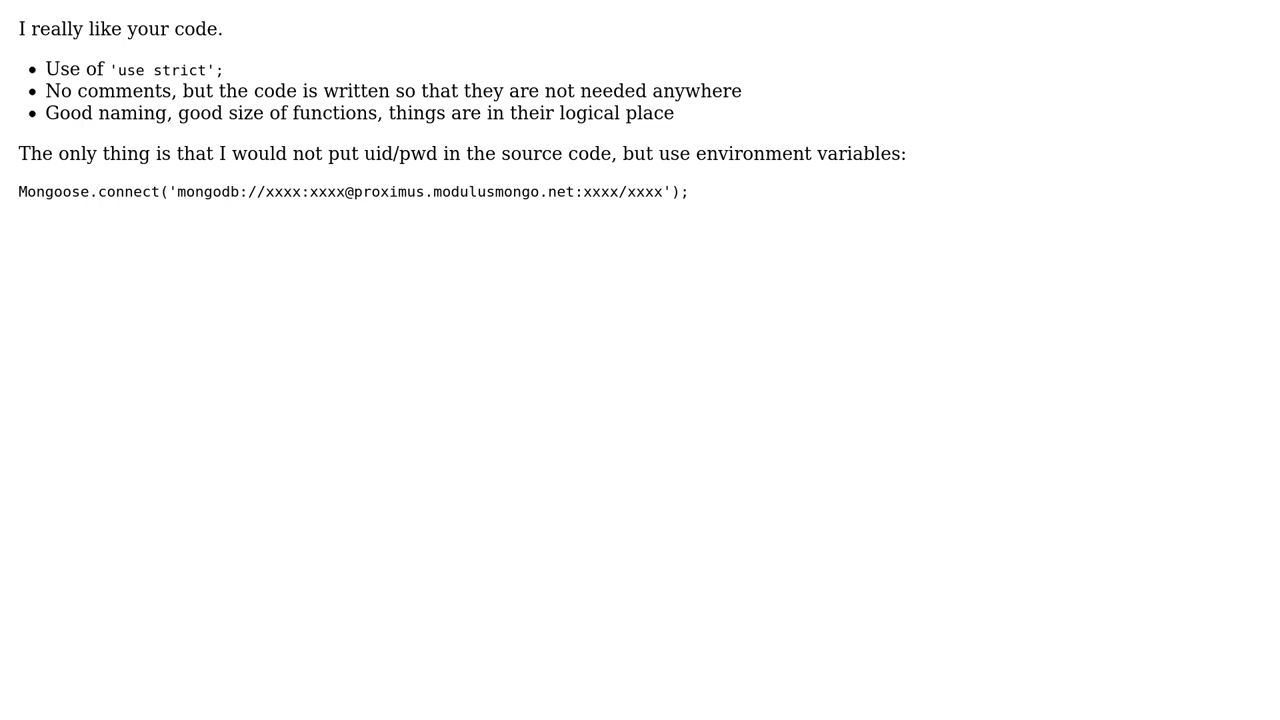 I really like your code.
Use of 'use strict';
No comments, but the code is written so that they are not needed anywhere
Good naming, good size of functions, things are in their logical place
The only thing is that I would not put uid/pwd in the source code, but use environment variables:
Mongoose.connect('mongodb://xxxx:xxxx@proximus.modulusmongo.net:xxxx/xxxx');